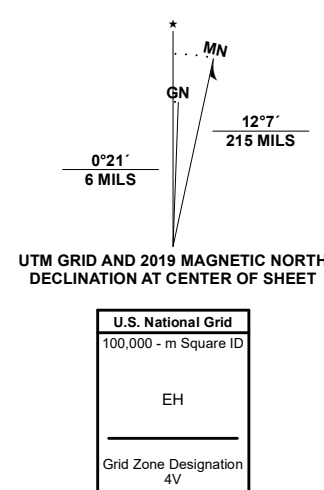 ★
MN
GN
12°7´
215 MILS
0°21´
6 MILS
UTM GRID AND 2019 MAGNETIC NORTH
DECLINATION AT CENTER OF SHEET
U.S. National Grid
100,000 - m Square ID
EH
Grid Zone Designation
4V